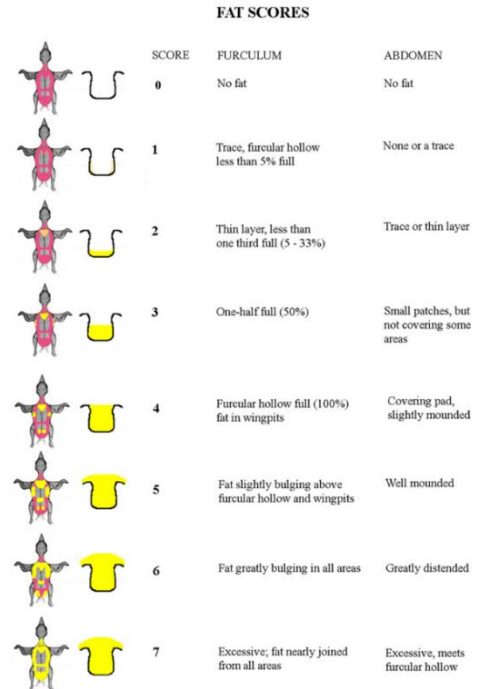 FAT SCORES
SCORE FURCULUM ABDOMEN
0 No fat No fat
1 Trace, furcular hollow None or a trace
less than 5% full
2 Thin layer, less than Trace or thin layer
one third full (5 - 33%)
3 One-half full (50%) Small patches, but
not covering some
areas
4 Furcular hollow full (100%) Covering pad,
fat in wingpits slightly mounded
5 Fat slightly bulging above Well mounded
furcular hollow and wingpits
6 Fat greatly bulging in all areas Greatly distended
7 Excessive; fat nearly joined Excessive, meets
from all areas furcular hollow